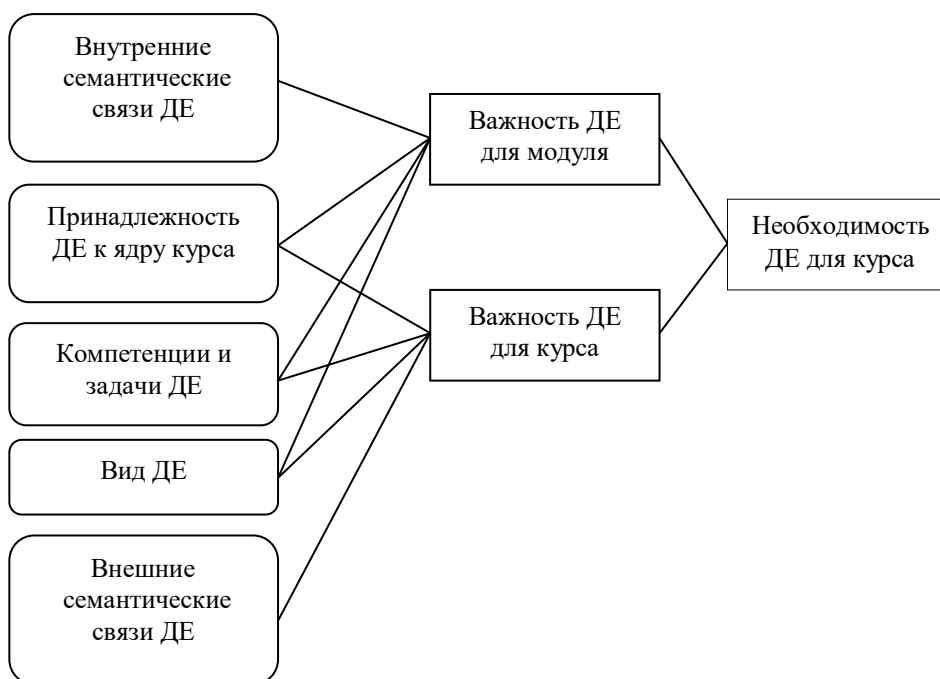 Внутренние
семантические
связи ДЕ
Принадлежность
ДЕ к ядру курса
Компетенции и
задачи ДЕ
Вид ДЕ
Внешние
семантические
связи ДЕ
Важность ДЕ
для модуля
Важность ДЕ
для курса
Необходимость
ДЕ для курса